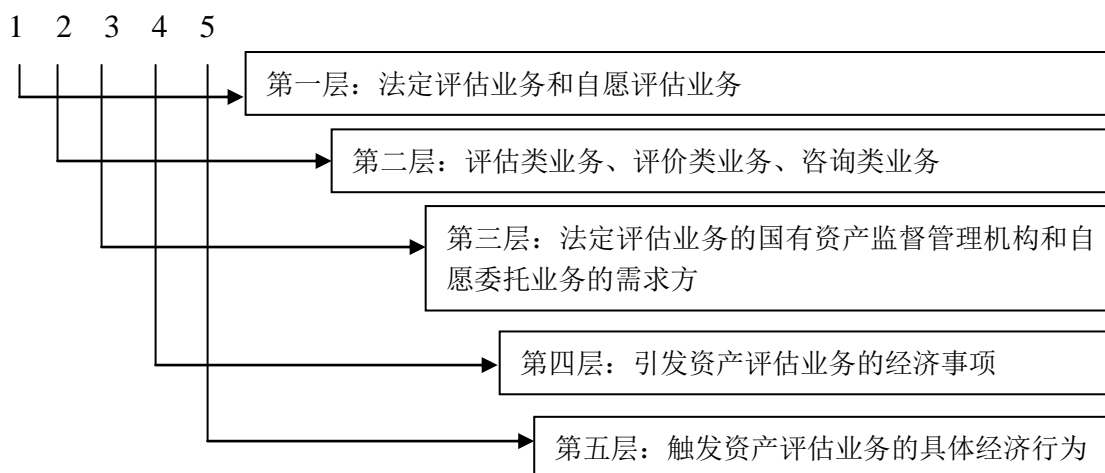 1 2 3 4 5
第一层：法定评估业务和自愿评估业务
第二层：评估类业务、评价类业务、咨询类业务
第三层：法定评估业务的国有资产监督管理机构和自
愿委托业务的需求方
第四层：引发资产评估业务的经济事项
第五层：触发资产评估业务的具体经济行为